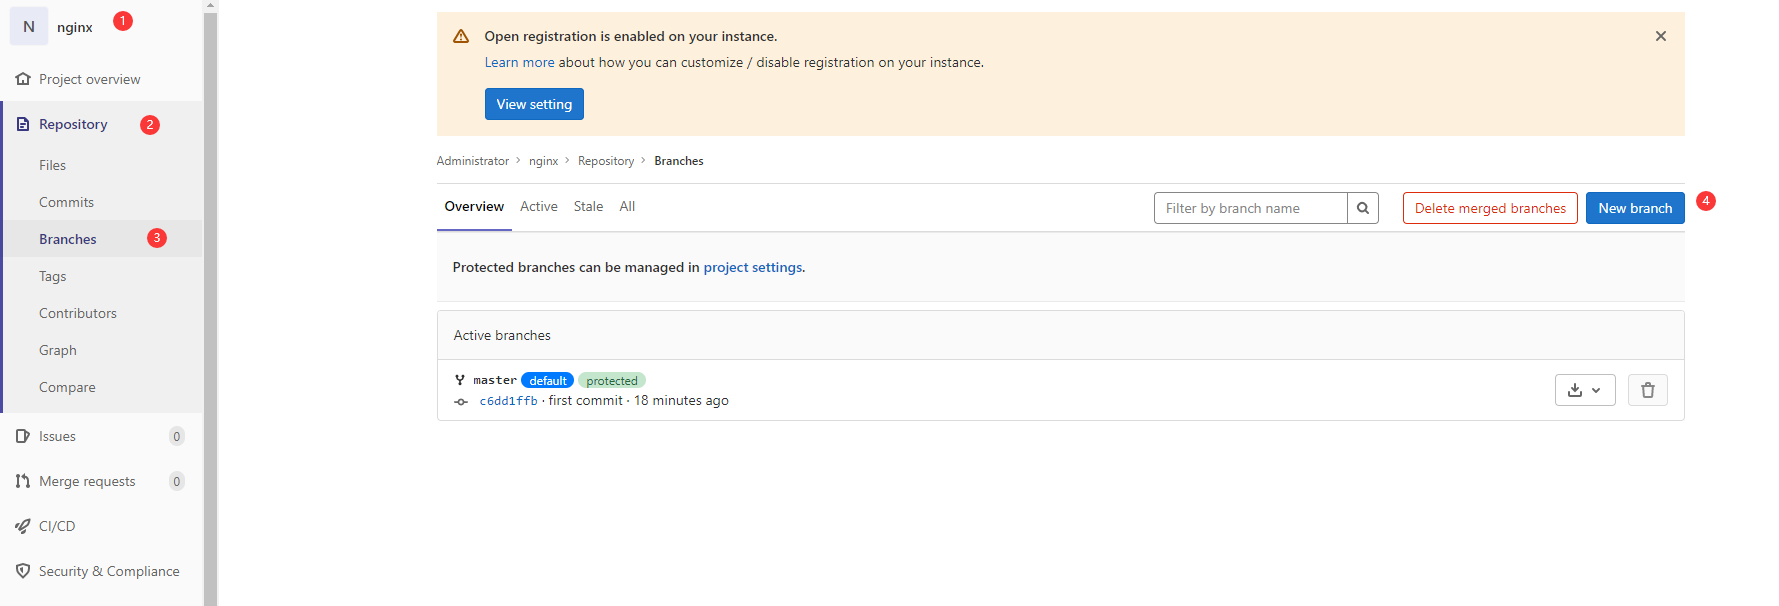 N nginx 1
Project overview
Repository 2
Files
Commits
Branches 3
Tags
Contributors
Graph
Compare
Issues 0
Merge requests 0
CI/CD
Security & Compliance
Open registration is enabled on your instance.
Learn more about how you can customize / disable registration on your instance.
View setting
Administrator > nginx > Repository > Branches
Overview Active Stale All Filter by branch name Delete merged branches New branch 4
Protected branches can be managed in project settings.
Active branches
master default protected
c6dd1ffb · first commit · 18 minutes ago